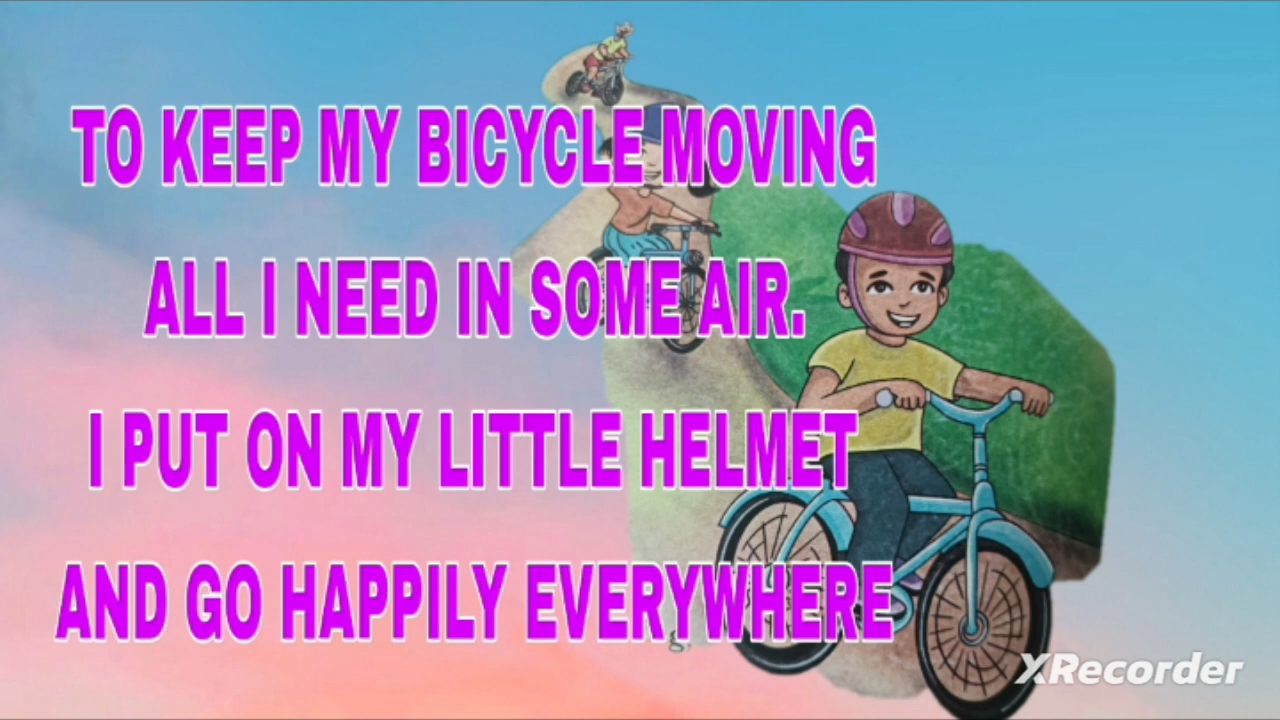 TO KEEP MY BICYCLE MOVING
ALL I NEED IN SOME AIR.
I PUT ON MY LITTLE HELMET
AND GO HAPPILY EVERYWHERE
XRecorder